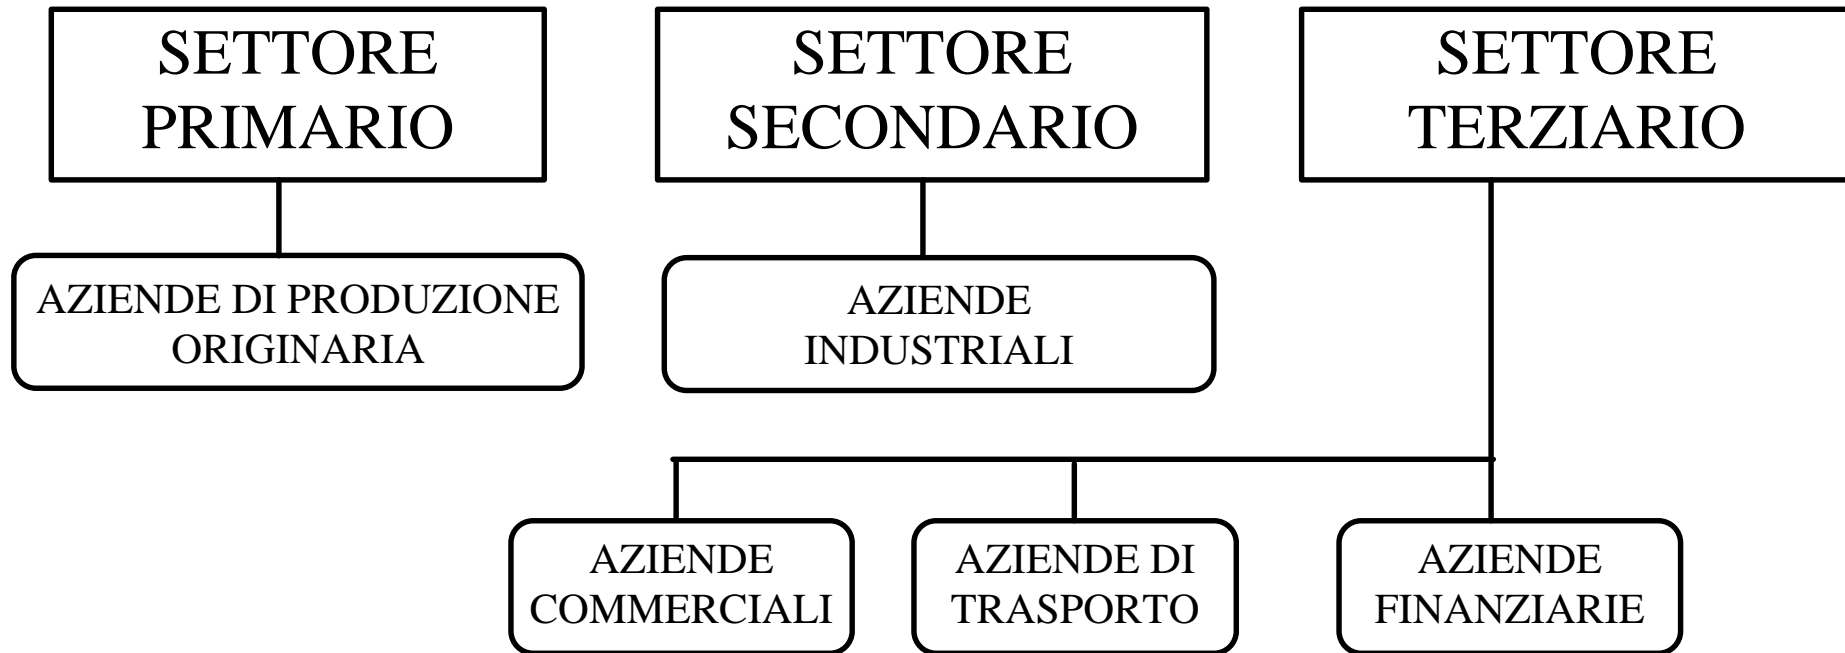 SETTORE
PRIMARIO
SETTORE
SECONDARIO
SETTORE
TERZIARIO
AZIENDE DI PRODUZIONE
ORIGINARIA
AZIENDE
INDUSTRIALI
AZIENDE
COMMERCIALI
AZIENDE DI
TRASPORTO
AZIENDE
FINANZIARIE